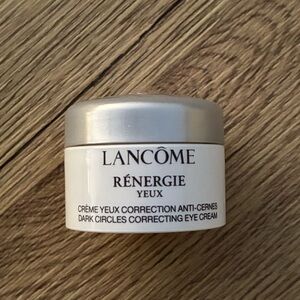 LANCÔME
RÉNERGIE
YEUX
CRÈME YEUX CORRECTION ANTI-CERNES
DARK CIRCLES CORRECTING EYE CREAM